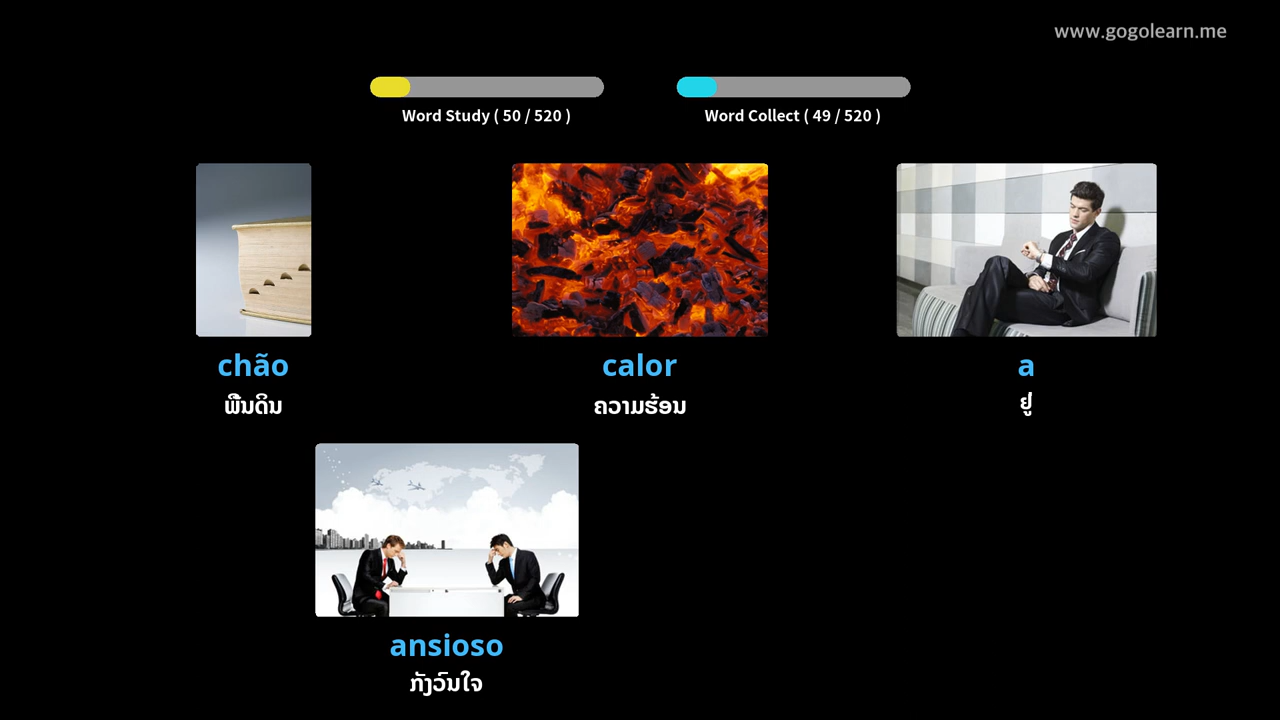 www.gogolearn.me
Word Study ( 50 / 520 )
Word Collect ( 49 / 520 )
chão
ພື້ນດິນ
calor
ຄວາມຮ້ອນ
a
ຢູ່
ansioso
ກັງວົນໃຈ